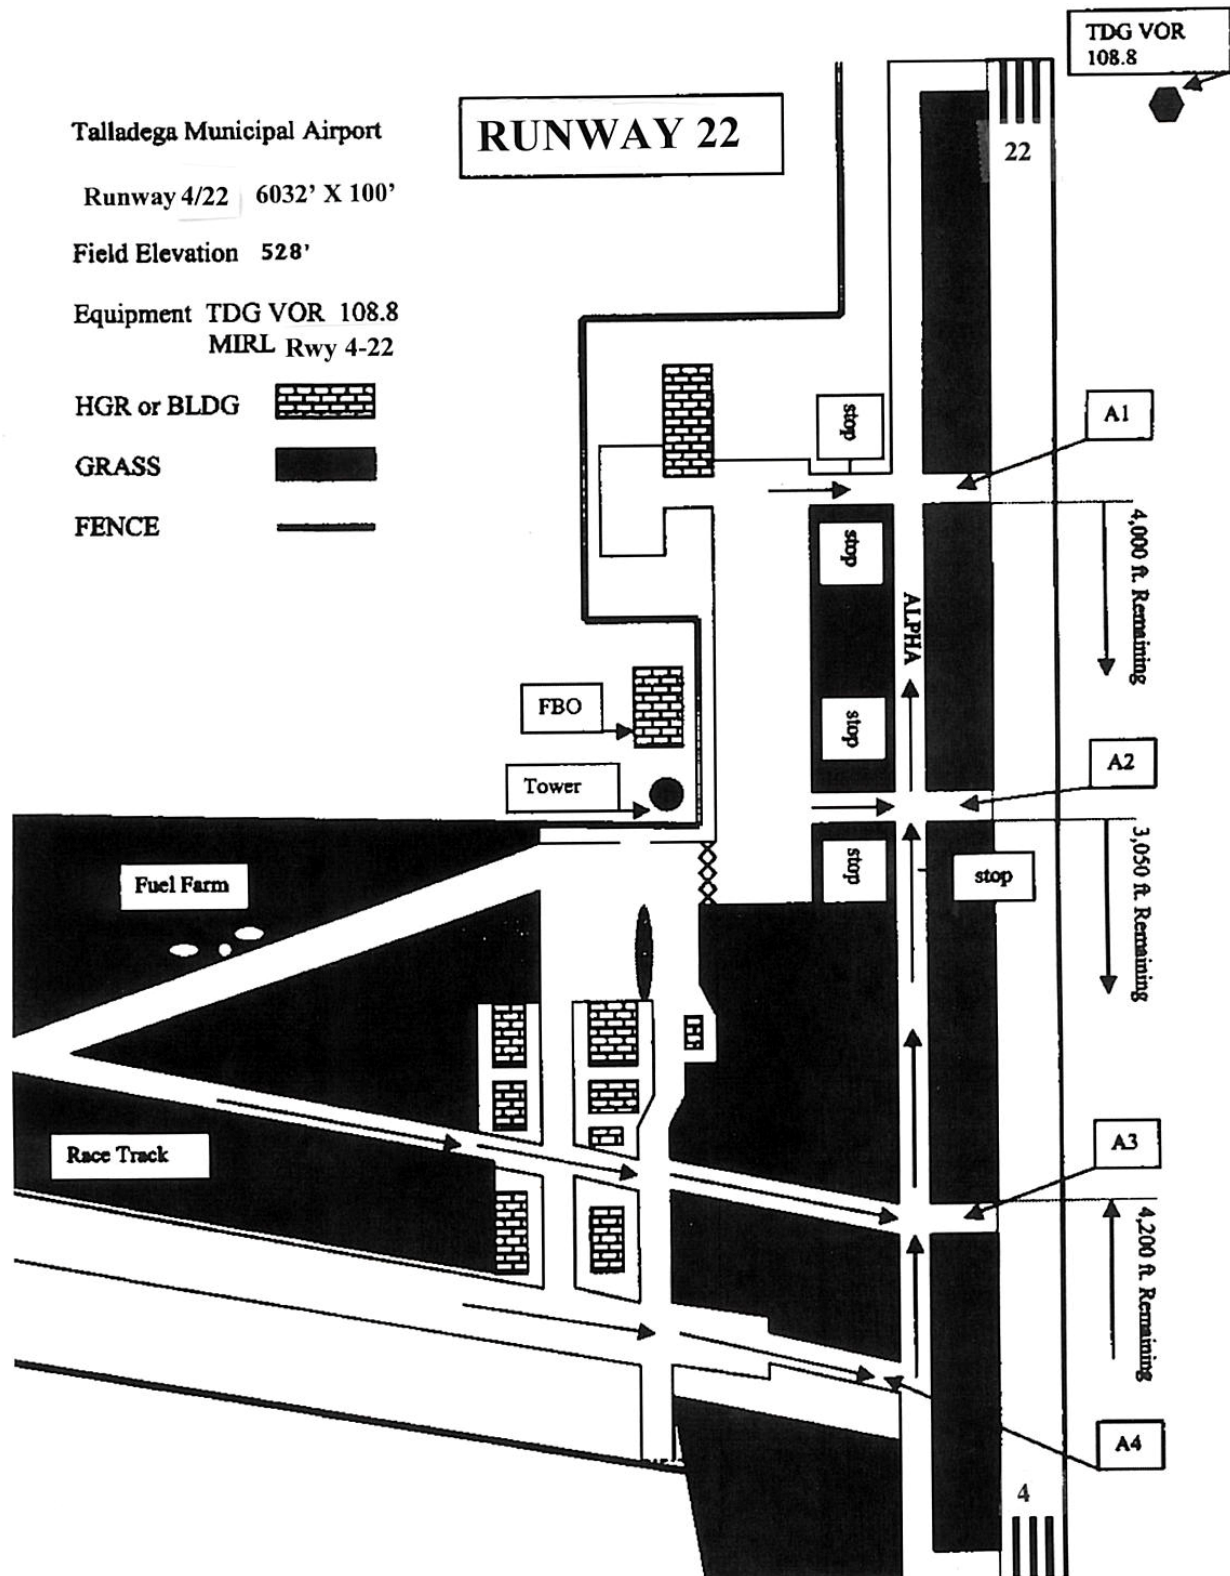 TDG VOR
108.8
Talladega Municipal Airport
RUNWAY 22
Runway 4/22 6032' X 100'
Field Elevation 528'
Equipment TDG VOR 108.8
MIRL Rwy 4-22
HGR or BLDG
GRASS
FENCE
22
stop
A1
4,000 ft. Remaining
stop
ALPHA
FBO
stop
A2
Tower
3,050 ft. Remaining
Fuel Farm
stop
stop
Race Track
A3
4,200 ft. Remaining
A4
4